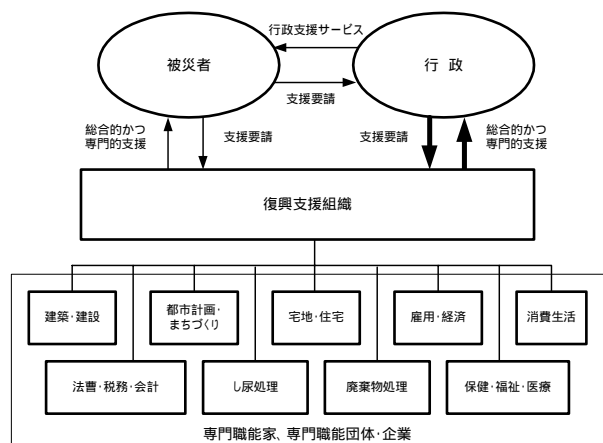 行政支援サービス
被災者
行 政
支援要請
総合的かつ
専門的支援
支援要請
支援要請
総合的かつ
専門的支援
復興支援組織
建築・建設
都市計画・
まちづくり
宅地・住宅
雇用・経済
消費生活
法曹・税務・会計
し尿処理
廃棄物処理
保健・福祉・医療
専門職能家、専門職能団体・企業